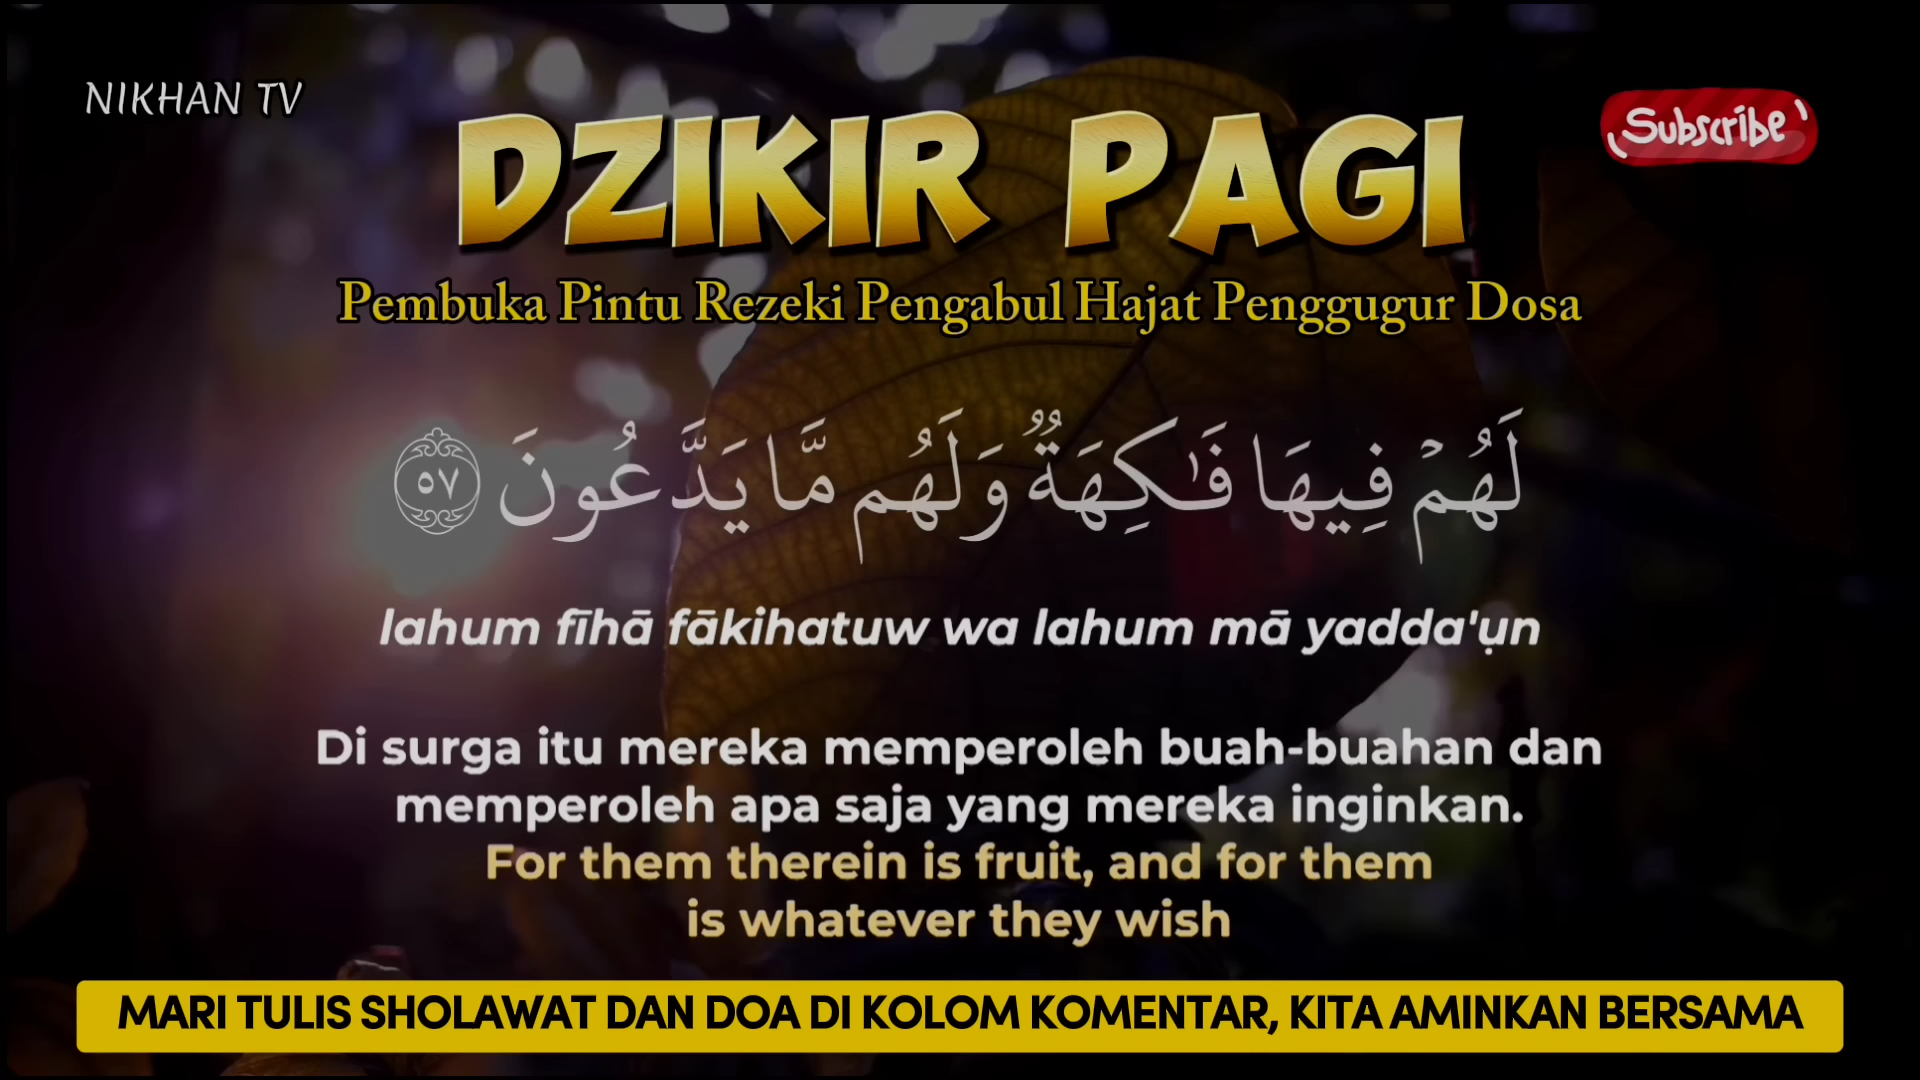 NIKHAN TV
DZIKIR PAGI
Subscribe
Pembuka Pintu Rezeki Pengabul Hajat Penggugur Dosa
لَهُمْ فِيهَا فَـٰكِهَةٌ وَلَهُم مَّا يَدَّعُونَ ٥٧
lahum fīhā fākihatuw wa lahum mā yadda'ụn
Di surga itu mereka memperoleh buah-buahan dan
memperoleh apa saja yang mereka inginkan.
For them therein is fruit, and for them
is whatever they wish
MARI TULIS SHOLAWAT DAN DOA DI KOLOM KOMENTAR, KITA AMINKAN BERSAMA